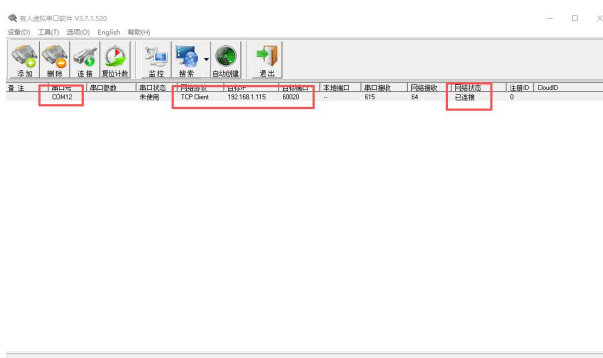 有人虚拟串口软件 V3.7.1.520
设备(D) 工具(T) 选项(O) English 帮助(H)
添加 删除 连接 复位计数 监控 搜索 自动创建 退出
备注 串口号 串口参数 串口状态 网络协议 目标IP 目标端口 本地端口 串口接收 网络接收 网络状态 注册ID CloudID
COM12 未使用 TCP Client 192.168.1.115 60020 -- 615 64 已连接 0